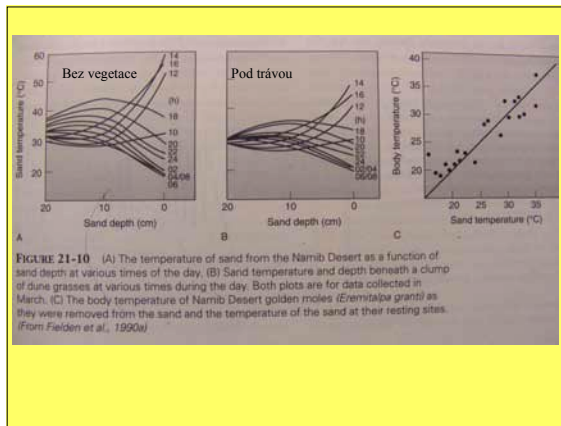 Bez vegetace
Pod trávou
Sand temperature (°C)
60
50
40
30
20
14
16
12
(h)
18
10
20
22
24
02
04/08
06
20
10
0
Sand depth (cm)
A
14
16
12
(h)
18
10
20
22
24
02/04
06/08
20
10
0
Sand depth (cm)
B
Body temperature (°C)
40
35
30
25
20
20
25
30
35
Sand temperature (°C)
C
FIGURE 21-10 (A) The temperature of sand from the Namib Desert as a function of
sand depth at various times of the day. (B) Sand temperature and depth beneath a clump
of dune grasses at various times during the day. Both plots are for data collected in
March. (C) The body temperature of Namib Desert golden moles (Eremitalpa granti) as
they were removed from the sand and the temperature of the sand at their resting sites.
(From Fielden et al., 1990a)